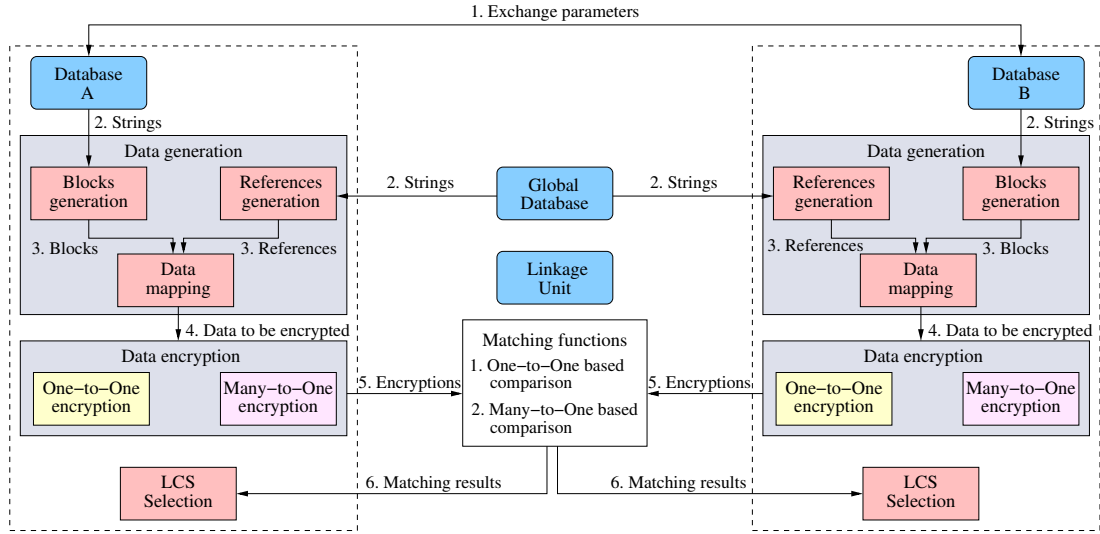 1. Exchange parameters
Database
A
Database
B
2. Strings
2. Strings
Data generation
Data generation
Blocks
generation
References
generation
2. Strings
Global
Database
2. Strings
References
generation
Blocks
generation
3. Blocks
3. References
3. References
3. Blocks
Data
mapping
Linkage
Unit
Data
mapping
4. Data to be encrypted
4. Data to be encrypted
Data encryption
Matching functions
Data encryption
One−to−One
encryption
Many−to−One
encryption
5. Encryptions
1. One−to−One based
comparison
2. Many−to−One based
comparison
5. Encryptions
One−to−One
encryption
Many−to−One
encryption
LCS
Selection
6. Matching results
6. Matching results
LCS
Selection